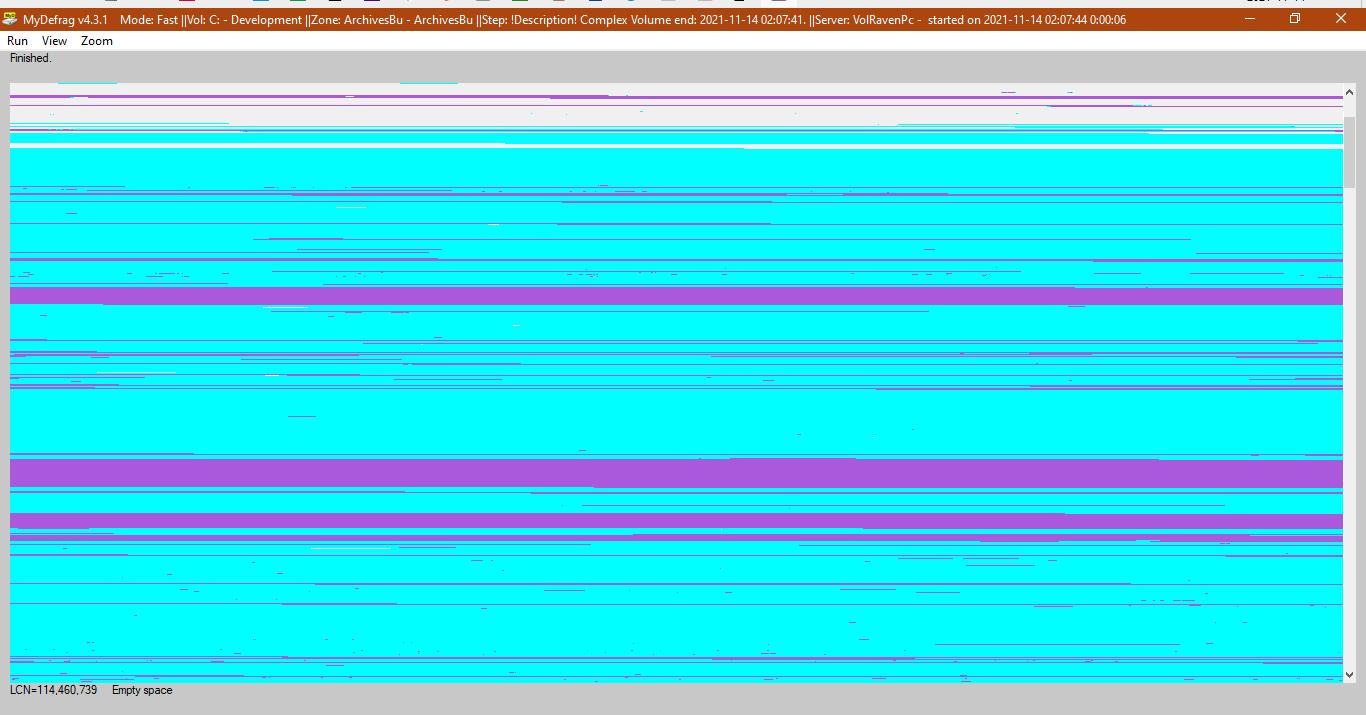 MyDefrag v4.3.1    Mode: Fast ||Vol: C: - Development ||Zone: ArchivesBu - ArchivesBu ||Step: !Description! Complex Volume end: 2021-11-14 02:07:41. ||Server: VolRavenPc -  started on 2021-11-14 02:07:44 0:00:06
Run View Zoom
Finished.
LCN=114,460,739    Empty space